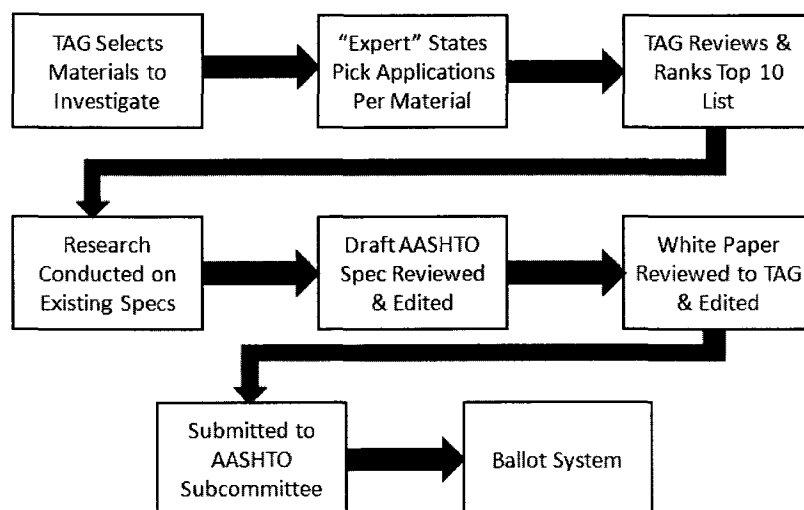 TAG Selects
Materials to
Investigate
“Expert” States
Pick Applications
Per Material
TAG Reviews &
Ranks Top 10
List
Research
Conducted on
Existing Specs
Draft AASHTO
Spec Reviewed
& Edited
White Paper
Reviewed to TAG
& Edited
Submitted to
AASHTO
Subcommittee
Ballot System